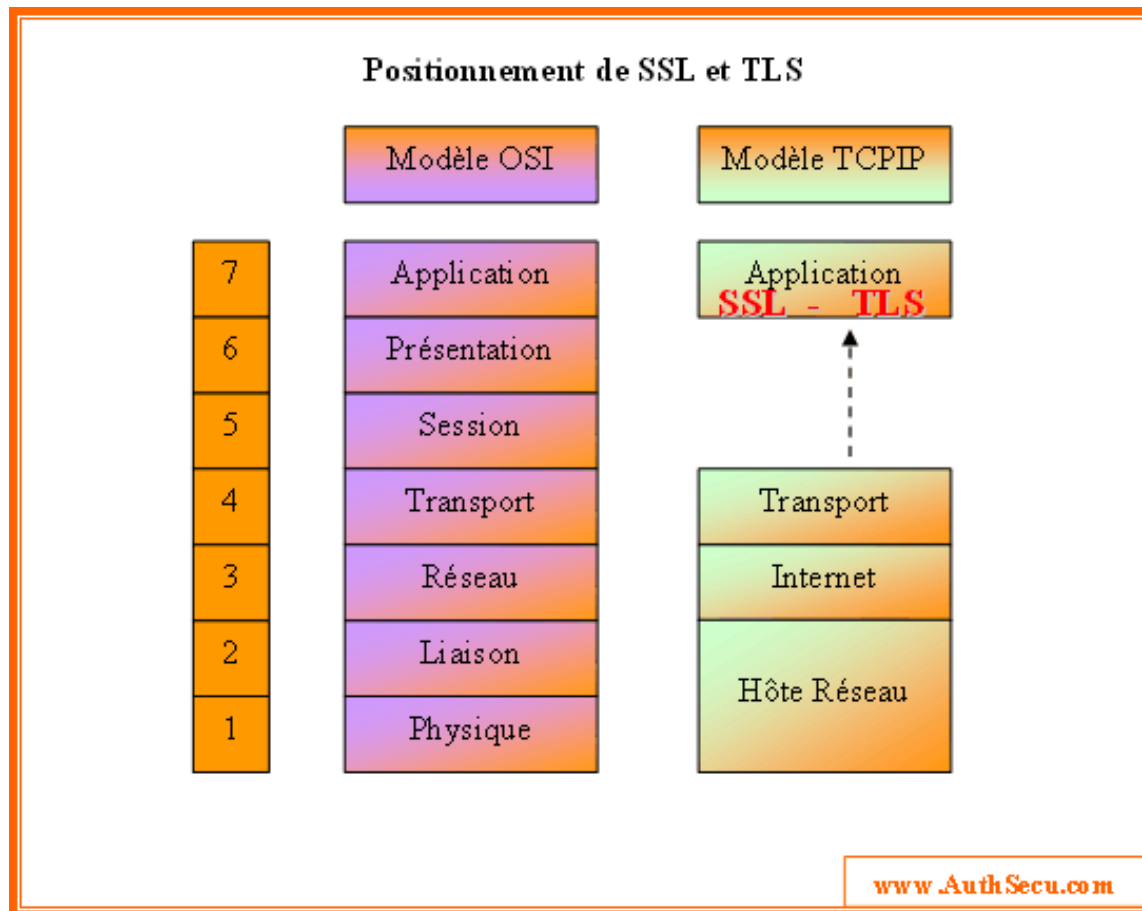 Positionnement de SSL et TLS
Modèle OSI
Modèle TCPIP
7
Application
Application
SSL - TLS
6
Présentation
5
Session
4
Transport
Transport
3
Réseau
Internet
2
Liaison
Hôte Réseau
1
Physique
www.AuthSecu.com